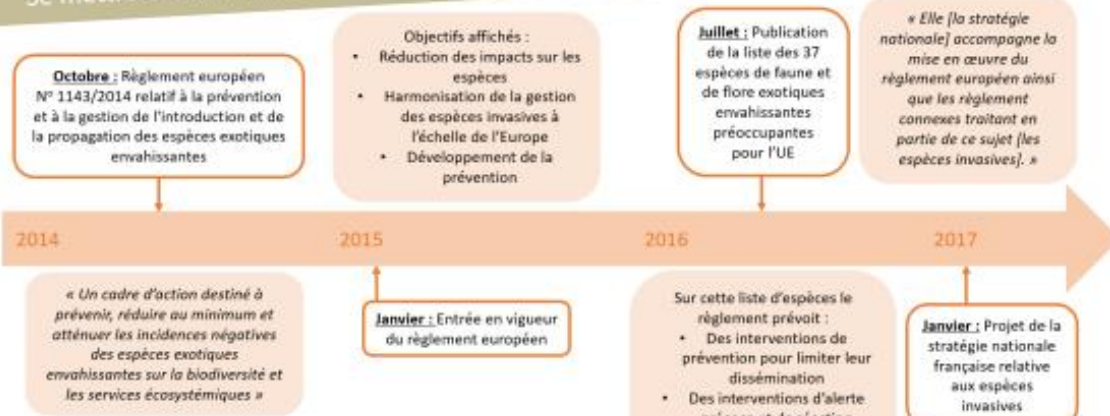 Octobre : Règlement européen
N° 1143/2014 relatif à la prévention
et à la gestion de l'introduction et de
la propagation des espèces exotiques
envahissantes
Objectifs affichés :
• Réduction des impacts sur les
espèces
• Harmonisation de la gestion
des espèces invasives à
l'échelle de l'Europe
• Développement de la
prévention
Juillet : Publication
de la liste des 37
espèces de faune et
de flore exotiques
envahissantes
préoccupantes
pour l'UE
« Elle [la stratégie
nationale] accompagne la
mise en œuvre du
règlement européen ainsi
que les règlement
connexes traitant en
partie de ce sujet [les
espèces invasives]. »
2014
2015
2016
2017
« Un cadre d'action destiné à
prévenir, réduire au minimum et
atténuer les incidences négatives
des espèces exotiques
envahissantes sur la biodiversité et
les services écosystémiques »
Janvier : Entrée en vigueur
du règlement européen
Sur cette liste d'espèces le
règlement prévoit :
• Des interventions de
prévention pour limiter leur
dissémination
• Des interventions d'alerte
Janvier : Projet de la
stratégie nationale
française relative
aux espèces
invasives